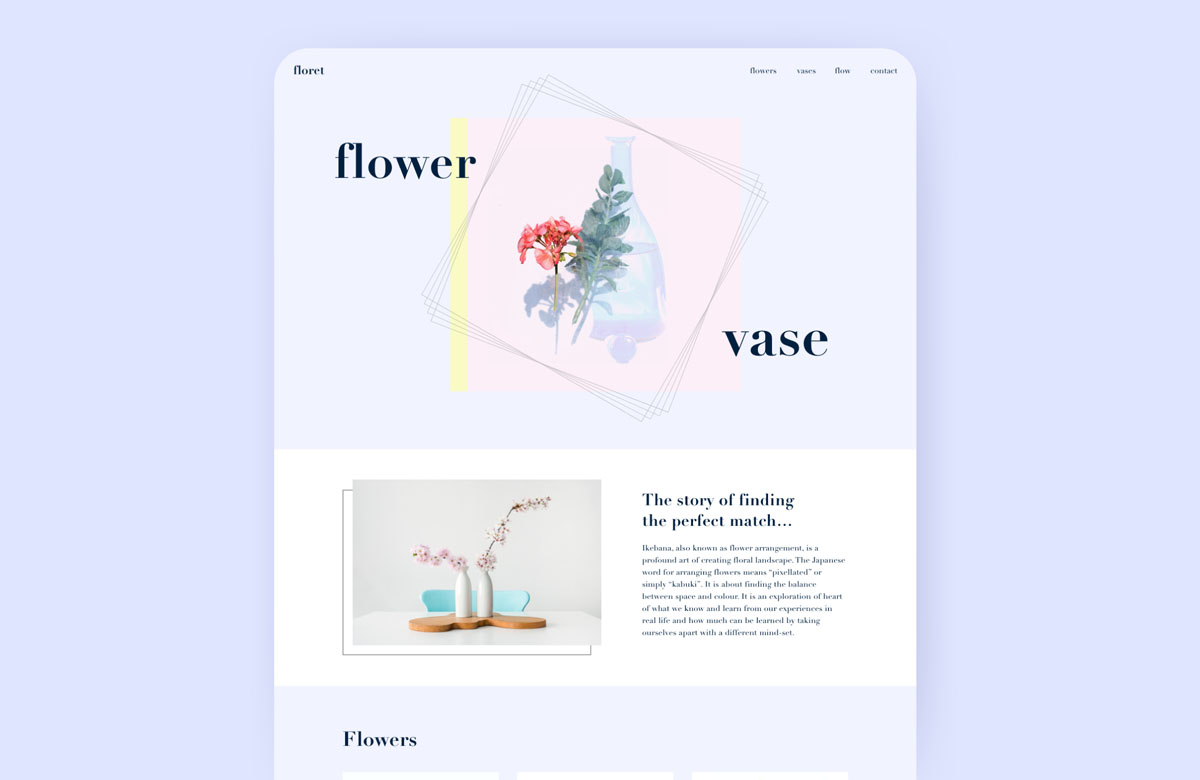 floret
flowers vases flow contact
flower
vase
The story of finding
the perfect match...
Ikebana, also known as flower arrangement, is a
profound art of creating floral landscape. The Japanese
word for arranging flowers means “pixellated” or
simply “kabuki”. It is about finding the balance
between space and colour. It is an exploration of heart
of what we know and learn from our experiences in
real life and how much can be learned by taking
ourselves apart with a different mind-set.
Flowers